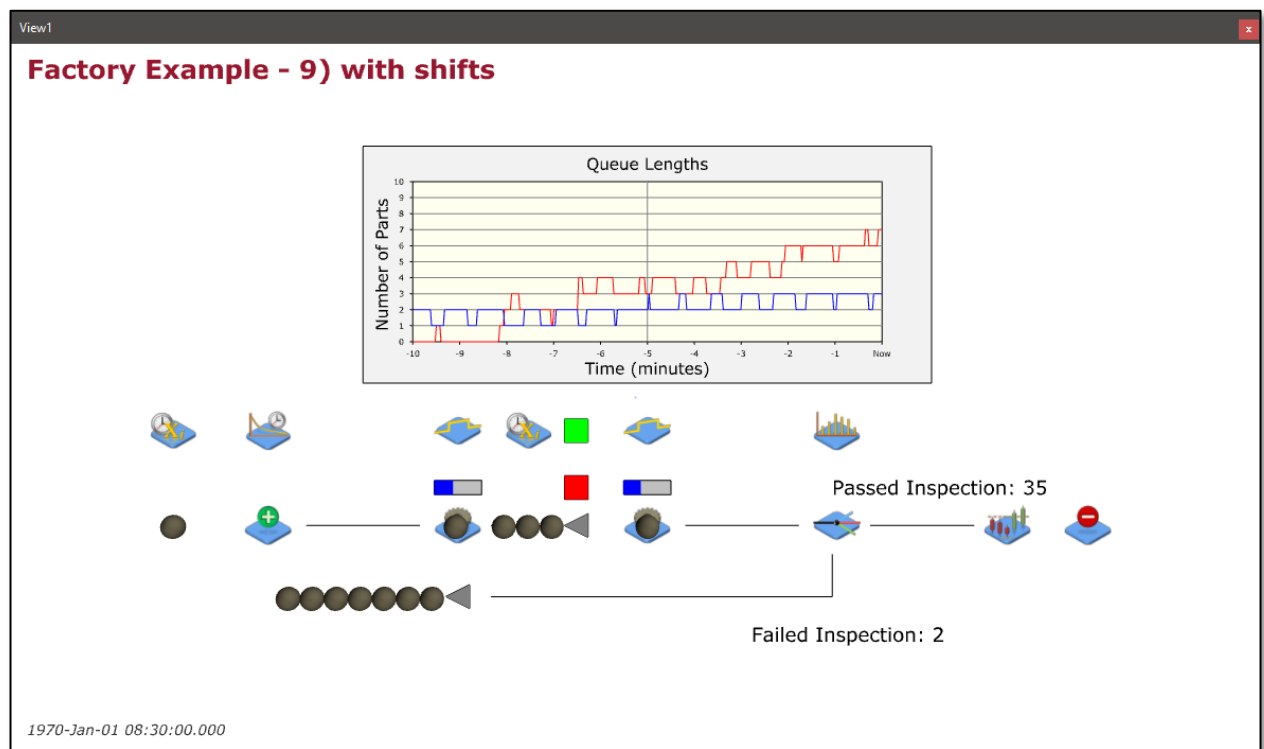 View1
x
Factory Example - 9) with shifts
Queue Lengths
Number of Parts
10
9
8
7
6
5
4
3
2
1
0
-10 -9 -8 -7 -6 -5 -4 -3 -2 -1 Now
Time (minutes)
Xi Xi
Passed Inspection: 35
Failed Inspection: 2
1970-Jan-01 08:30:00.000